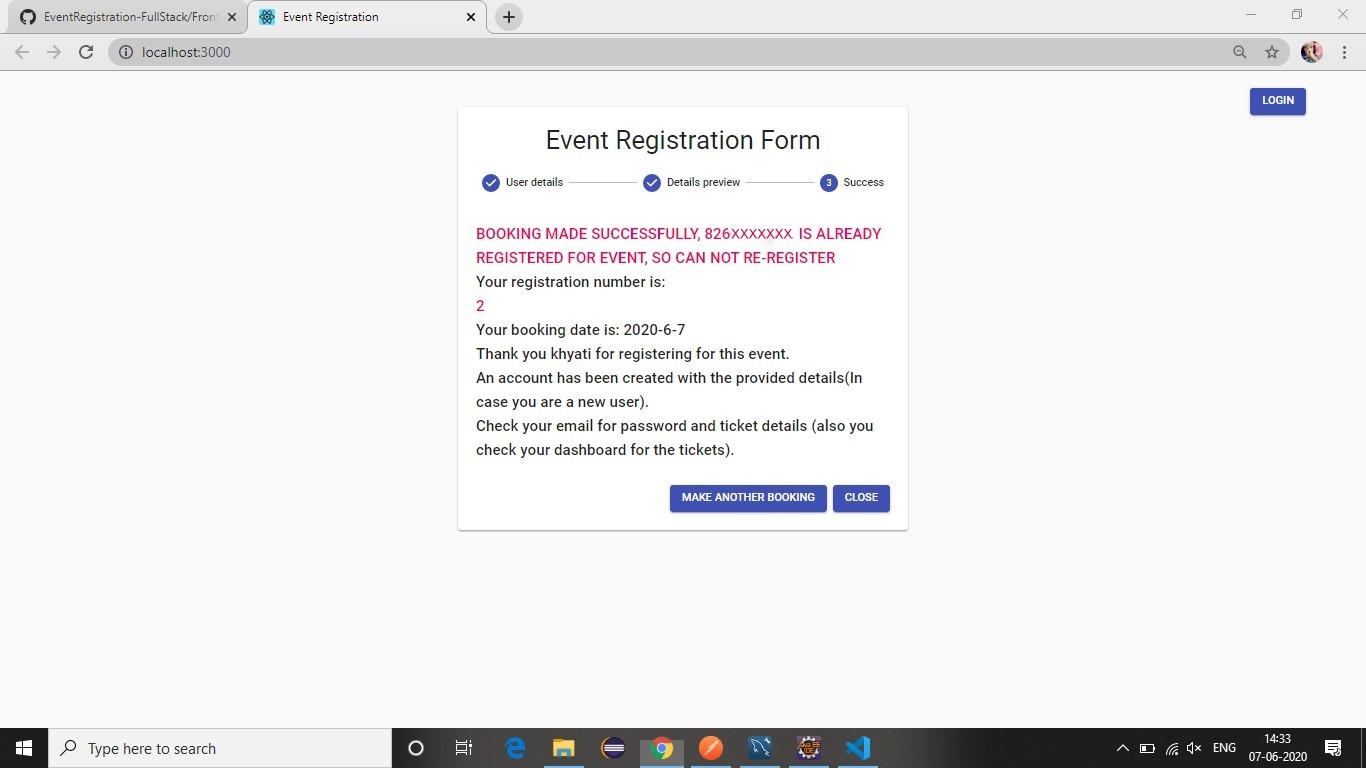 EventRegistration-FullStack/Front
Event Registration
localhost:3000
LOGIN
Event Registration Form
User details
Details preview
3 Success
BOOKING MADE SUCCESSFULLY, 826XXXXXXX IS ALREADY
REGISTERED FOR EVENT, SO CAN NOT RE-REGISTER
Your registration number is:
2
Your booking date is: 2020-6-7
Thank you khyati for registering for this event.
An account has been created with the provided details(In
case you are a new user).
Check your email for password and ticket details (also you
check your dashboard for the tickets).
MAKE ANOTHER BOOKING
CLOSE
Type here to search
Java EE
IDE
ENG
14:33
07-06-2020